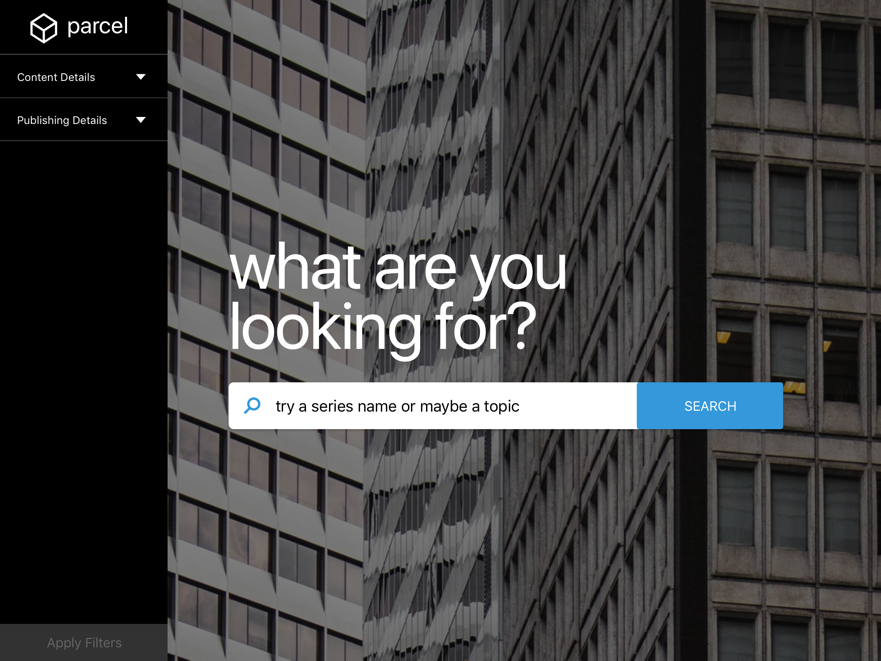 parcel
Content Details
Publishing Details
what are you
looking for?
try a series name or maybe a topic
SEARCH
Apply Filters